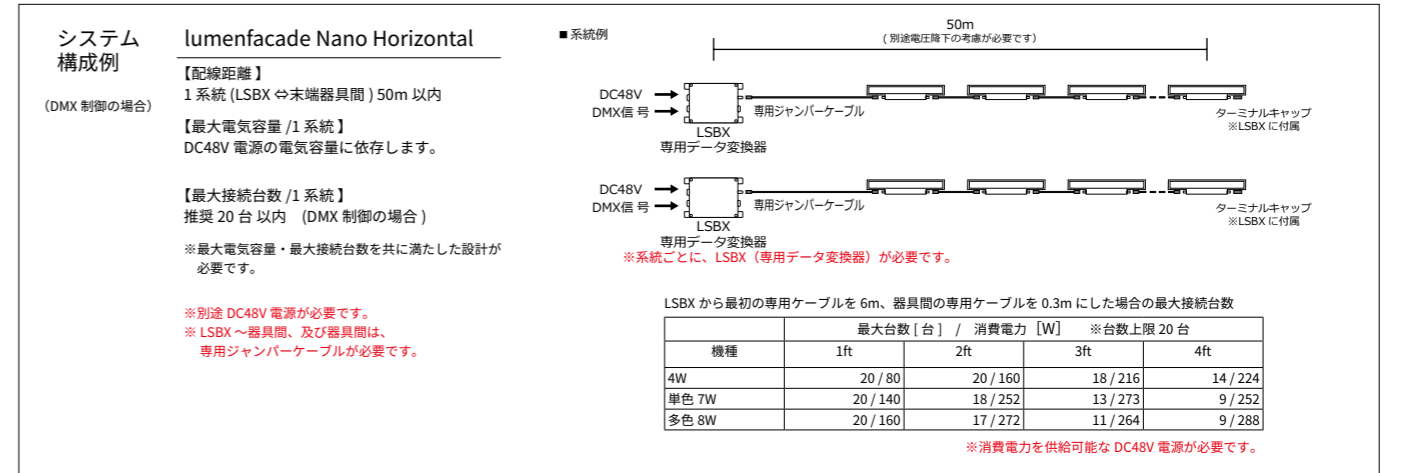 システム
構成例
(DMX 制御の場合)
lumenfacade Nano Horizontal
【配線距離】
1 系統 (LSBX ⇔末端器具間 ) 50m 以内
【最大電気容量 /1 系統】
DC48V 電源の電気容量に依存します。
【最大接続台数 /1 系統】
推奨 20 台 以内 (DMX 制御の場合 )
※最大電気容量・最大接続台数を共に満たした設計が
必要です。
※別途 DC48V 電源が必要です。
※ LSBX ～器具間、及び器具間は、
専用ジャンパーケーブルが必要です。
■ 系統例
50m
( 別途電圧降下の考慮が必要です)
DC48V
DMX信 号
LSBX
専用データ変換器
専用ジャンパーケーブル
ターミナルキャップ
※LSBX に付属
DC48V
DMX信 号
LSBX
専用データ変換器
専用ジャンパーケーブル
ターミナルキャップ
※LSBX に付属
※系統ごとに、LSBX（専用データ変換器）が必要です。
LSBX から最初の専用ケーブルを 6m、器具間の専用ケーブルを 0.3m にした場合の最大接続台数
最大台数 [ 台 ] / 消費電力 [W] ※台数上限 20 台
機種 1ft 2ft 3ft 4ft
4W 20 / 80 20 / 160 18 / 216 14 / 224
単色 7W 20 / 140 18 / 252 13 / 273 9 / 252
多色 8W 20 / 160 17 / 272 11 / 264 9 / 288
※消費電力を供給可能な DC48V 電源が必要です。